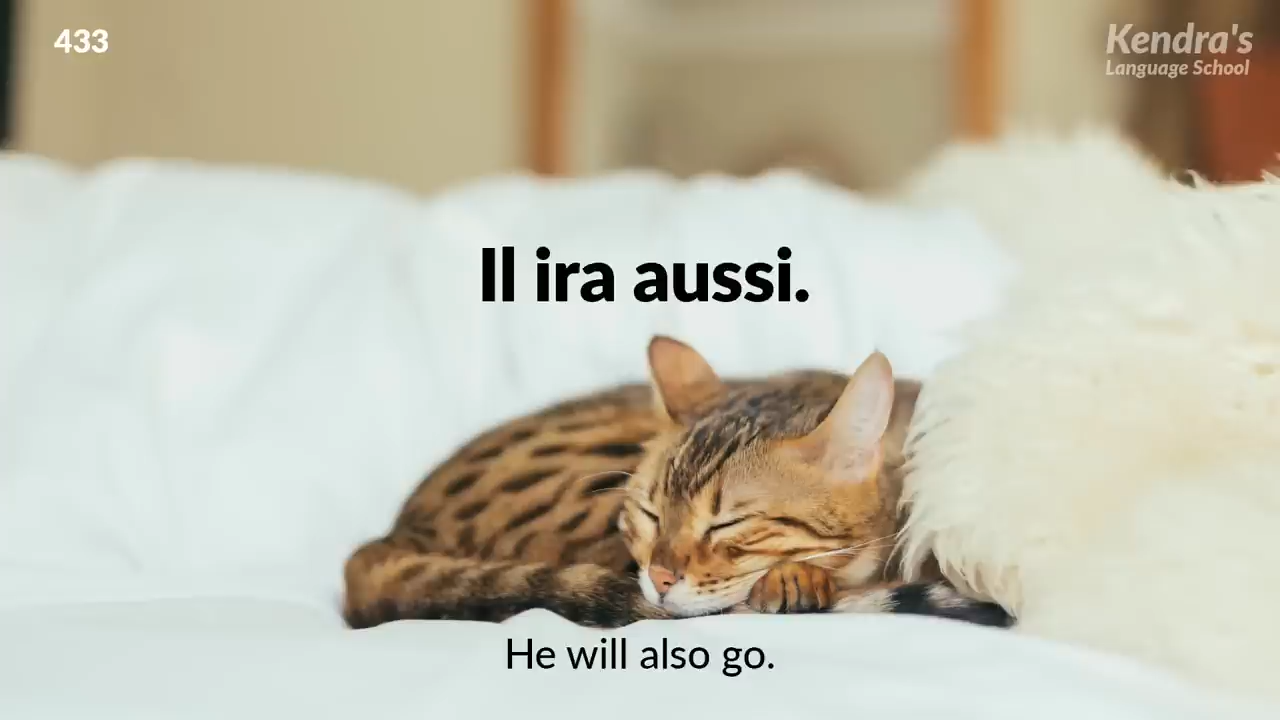 433
Kendra's
Language School
Il ira aussi.
He will also go.